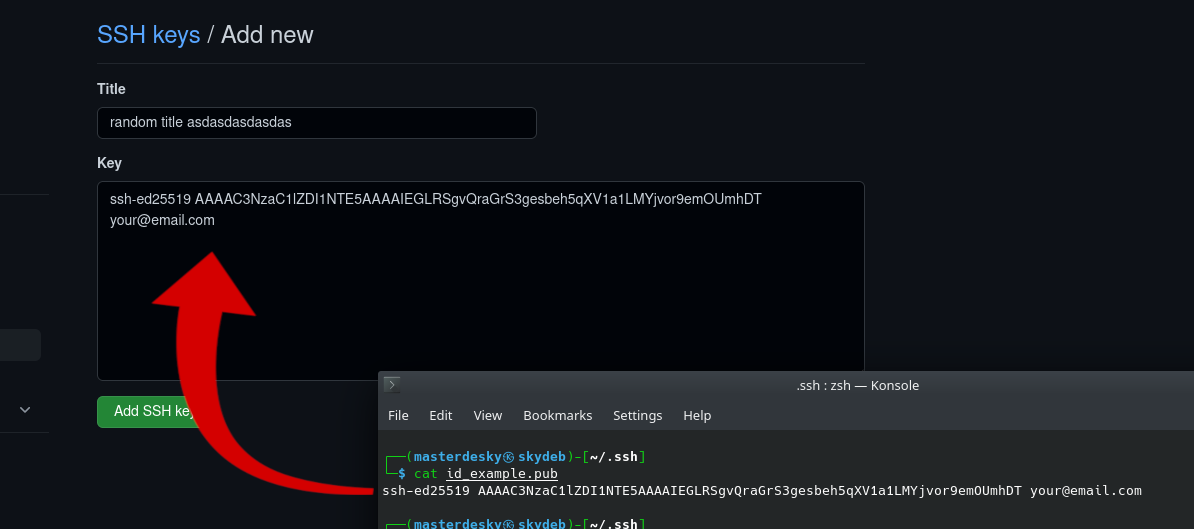 SSH keys / Add new
Title
random title asdasdasdasdas
Key
ssh-ed25519 AAAAC3NzaC1lZDI1NTE5AAAAIEGLRSgvQraGrS3gesbeh5qXV1a1LMYjvor9emOUmhDT
your@email.com
Add SSH key
.ssh : zsh — Konsole
File Edit View Bookmarks Settings Help
┌──(masterdesky㉿skydeb)-[~/.ssh]
└─$ cat id_example.pub
ssh-ed25519 AAAAC3NzaC1lZDI1NTE5AAAAIEGLRSgvQraGrS3gesbeh5qXV1a1LMYjvor9emOUmhDT your@email.com
┌──(masterdesky㉿skydeb)-[~/.ssh]